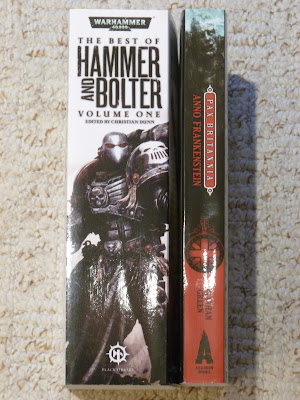 WARHAMMER
40,000
THE BEST OF
HAMMER
AND
BOLTER
VOLUME ONE
EDITED BY CHRISTIAN DUNN
BLACK LIBRARY
PAX BRITANNIA
ANNO FRANKENSTEIN
GREEN